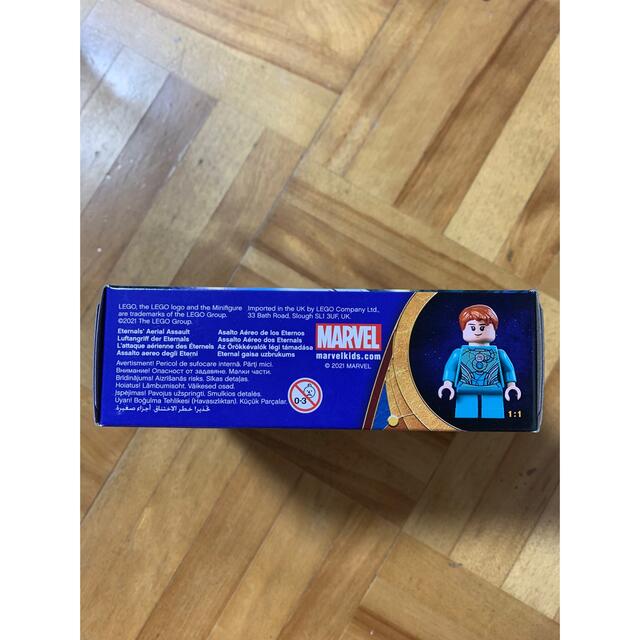 LEGO, the LEGO logo and the Minifigure
are trademarks of the LEGO Group.
©2021 The LEGO Group.
Imported in the UK by LEGO Company Ltd.,
33 Bath Road, Slough SL1 3UF, UK.
Eternals' Aerial Assault
Luftangriff der Eternals
L'attaque aérienne des Éternels
Assalto aereo degli Eterni
Asalto Aéreo de los Eternos
Assalto Aéreo dos Eternals
Az Örökkévalók légi támadása
Eternal gaisa uzbrukums
Avertisment! Pericol de sufocare internă. Părţi mici.
Внимание! Опасност от задавяне. Малки части.
Brīdinājums! Aizrīšanās risks. Sīkas detaļas.
Hoiatus! Lämbumisoht. Väikesed osad.
Įspėjimas! Pavojus užspringti. Smulkios detalės.
Uyarı! Boğulma Tehlikesi (Havasızlıktan). Küçük Parçalar.
تحذير! خطر الاختناق. أجزاء صغيرة
0-3
MARVEL
marvelkids.com
© 2021 MARVEL
1:1